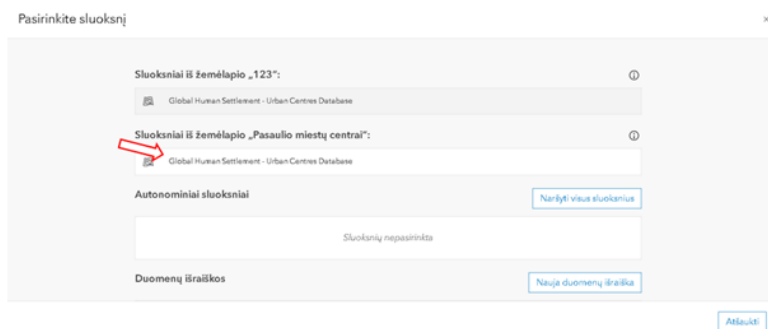 Pasirinkite sluoksnį
×
Sluoksniai iš žemėlapio „123“:
Global Human Settlement - Urban Centres Database
Sluoksniai iš žemėlapio „Pasaulio miestų centrai“:
Global Human Settlement - Urban Centres Database
Autonominiai sluoksniai
Naršyti visus sluoksnius
Sluoksnių nepasirinkta
Duomenų išraiškos
Nauja duomenų išraiška
Atšaukti